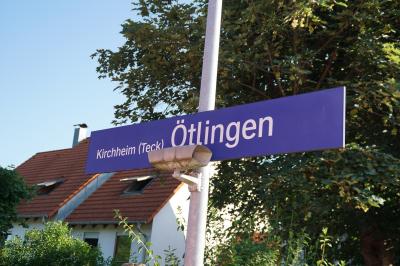 Kirchheim (Teck) Ötlingen